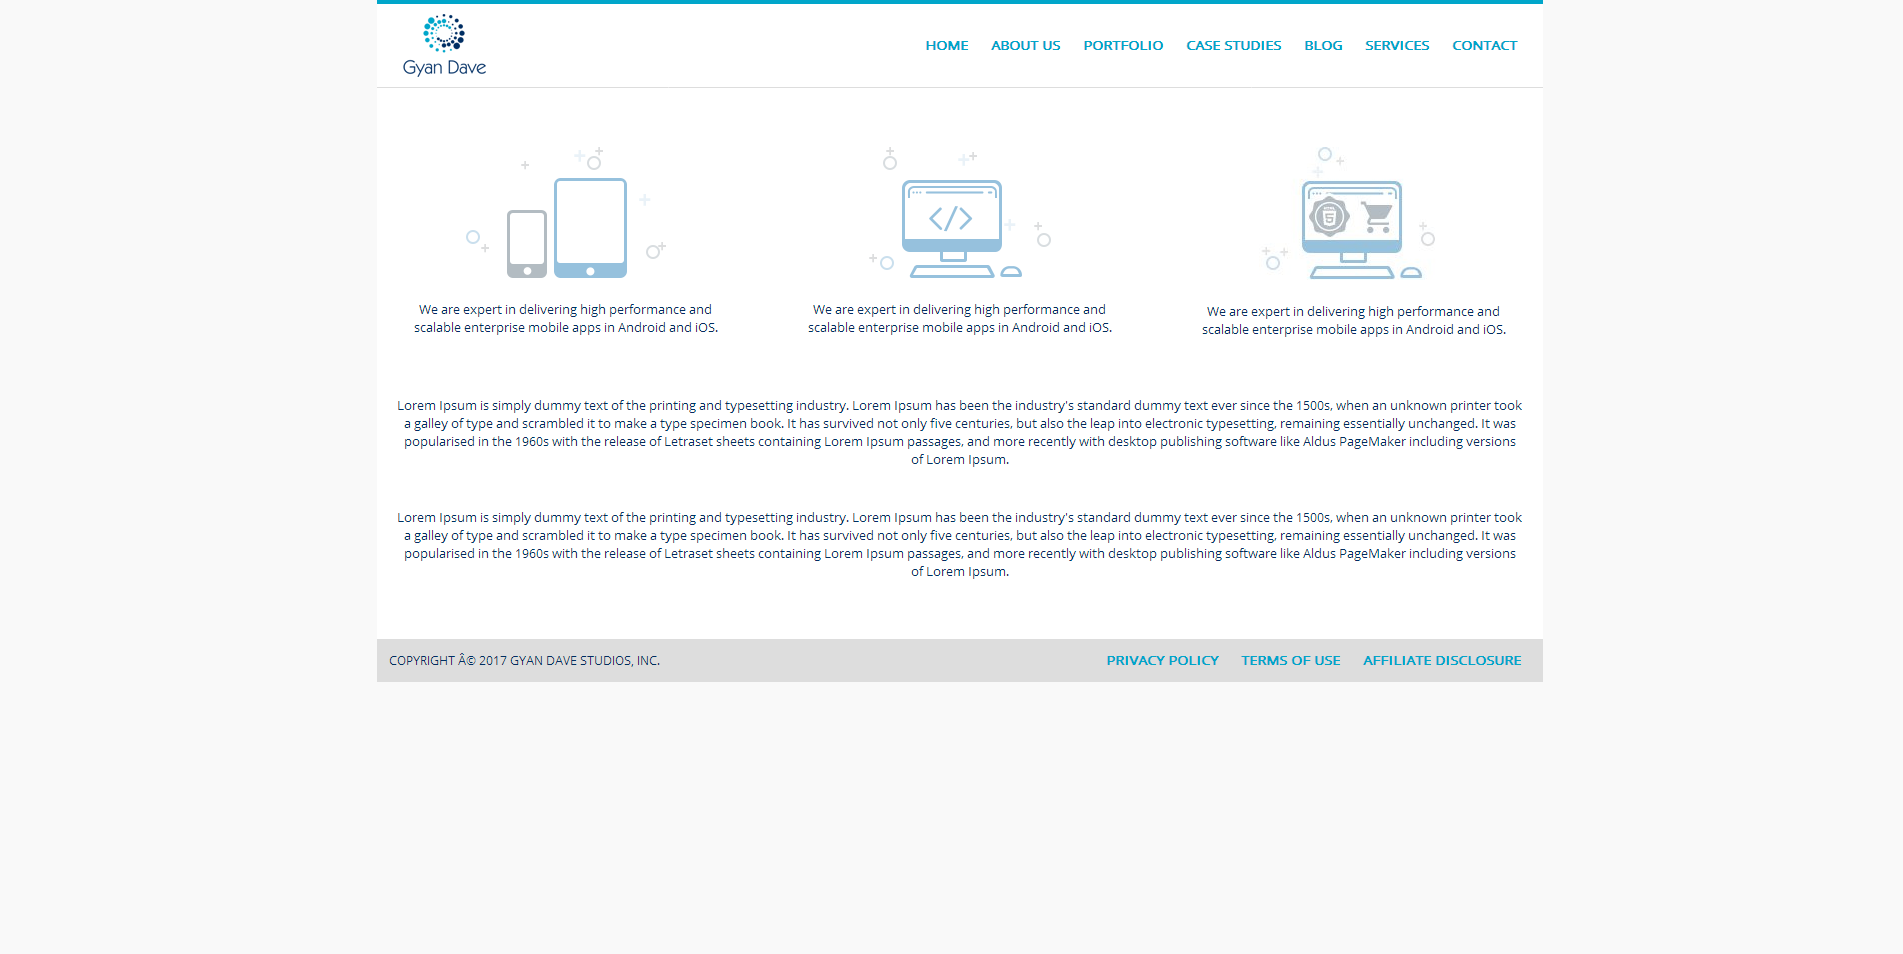 Gyan Dave
HOME ABOUT US PORTFOLIO CASE STUDIES BLOG SERVICES CONTACT
We are expert in delivering high performance and
scalable enterprise mobile apps in Android and iOS.
</>
We are expert in delivering high performance and
scalable enterprise mobile apps in Android and iOS.
HTML
5
We are expert in delivering high performance and
scalable enterprise mobile apps in Android and iOS.
Lorem Ipsum is simply dummy text of the printing and typesetting industry. Lorem Ipsum has been the industry's standard dummy text ever since the 1500s, when an unknown printer took
a galley of type and scrambled it to make a type specimen book. It has survived not only five centuries, but also the leap into electronic typesetting, remaining essentially unchanged. It was
popularised in the 1960s with the release of Letraset sheets containing Lorem Ipsum passages, and more recently with desktop publishing software like Aldus PageMaker including versions
of Lorem Ipsum.
Lorem Ipsum is simply dummy text of the printing and typesetting industry. Lorem Ipsum has been the industry's standard dummy text ever since the 1500s, when an unknown printer took
a galley of type and scrambled it to make a type specimen book. It has survived not only five centuries, but also the leap into electronic typesetting, remaining essentially unchanged. It was
popularised in the 1960s with the release of Letraset sheets containing Lorem Ipsum passages, and more recently with desktop publishing software like Aldus PageMaker including versions
of Lorem Ipsum.
COPYRIGHT Â© 2017 GYAN DAVE STUDIOS, INC. PRIVACY POLICY TERMS OF USE AFFILIATE DISCLOSURE